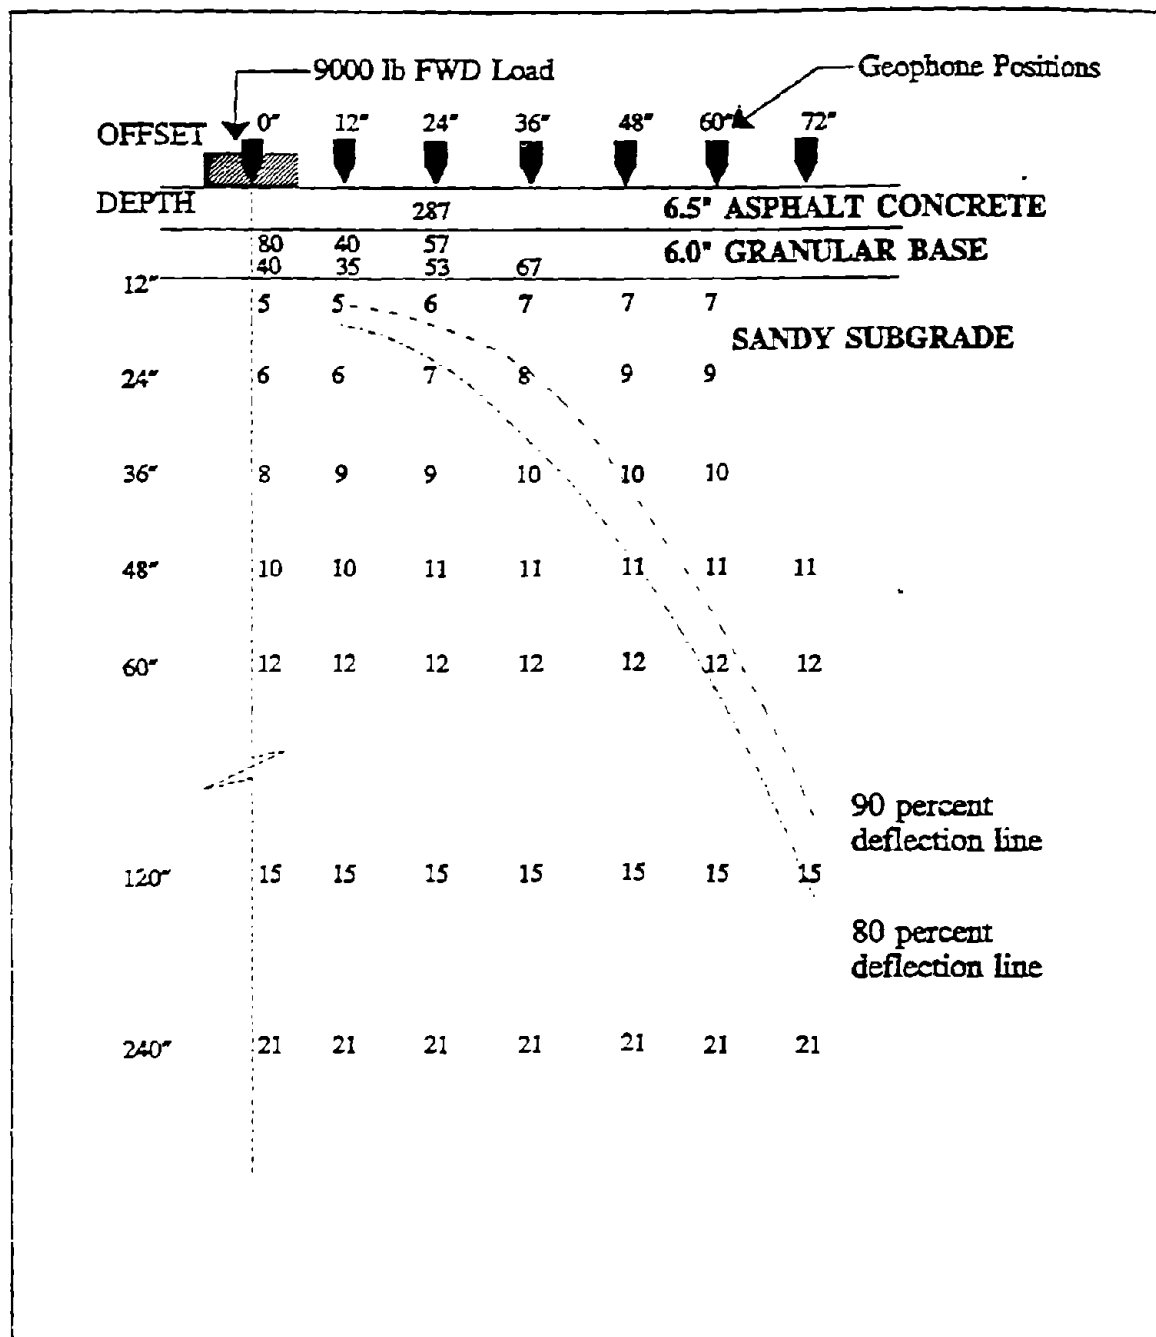 9000 lb FWD Load
Geophone Positions
OFFSET 0" 12" 24" 36" 48" 60" 72"
DEPTH 287 6.5" ASPHALT CONCRETE
80 40 57 6.0" GRANULAR BASE
40 35 53 67
12"
5 5 6 7 7 7
SANDY SUBGRADE
24" 6 6 7 8 9 9
36" 8 9 9 10 10 10
48" 10 10 11 11 11 11 11
60" 12 12 12 12 12 12 12
90 percent
deflection line
120" 15 15 15 15 15 15 15
80 percent
deflection line
240" 21 21 21 21 21 21 21